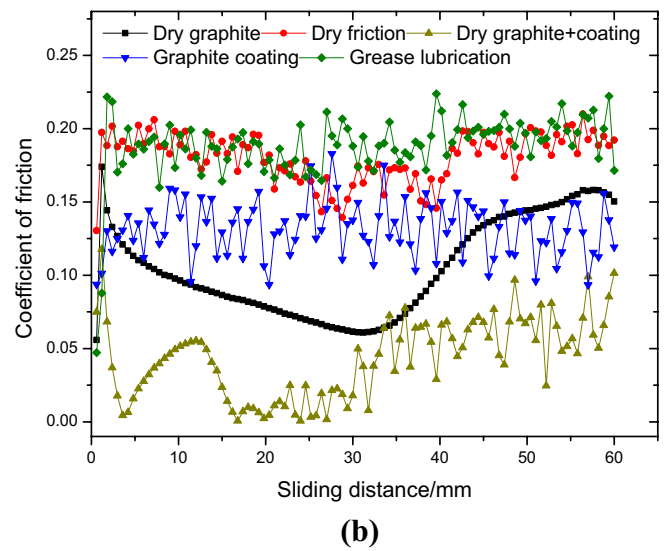 Dry graphite Dry friction Dry graphite+coating
Graphite coating Grease lubrication
0.25
0.20
0.15
0.10
0.05
0.00
Coefficient of friction
0 10 20 30 40 50 60
Sliding distance/mm
(b)